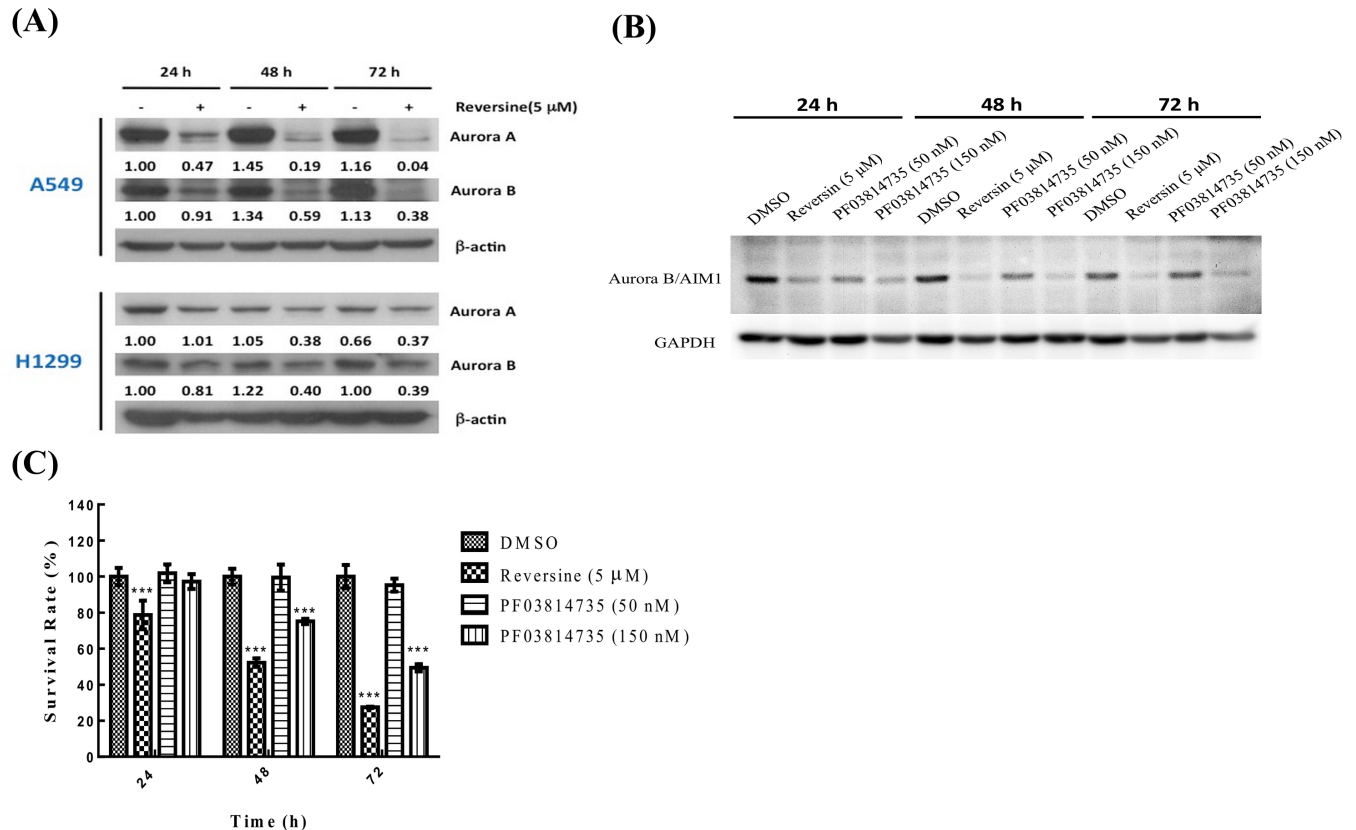 (A)
24 h 48 h 72 h
- + - + - + Reversine(5 μM)
Aurora A
1.00 0.47 1.45 0.19 1.16 0.04
A549
Aurora B
1.00 0.91 1.34 0.59 1.13 0.38
β-actin
Aurora A
1.00 1.01 1.05 0.38 0.66 0.37
H1299
Aurora B
1.00 0.81 1.22 0.40 1.00 0.39
β-actin
(B)
24 h 48 h 72 h
DMSO
Reversin (5 μM)
PF03814735 (50 nM)
PF03814735 (150 nM)
DMSO
Reversin (5 μM)
PF03814735 (50 nM)
PF03814735 (150 nM)
DMSO
Reversin (5 μM)
PF03814735 (50 nM)
PF03814735 (150 nM)
Aurora B/AIM1
GAPDH
(C)
140
120
100
80
60
40
20
0
Survival Rate (%)
***
***
***
***
***
24
48
72
Time (h)
DMSO
Reversine (5 μM)
PF03814735 (50 nM)
PF03814735 (150 nM)